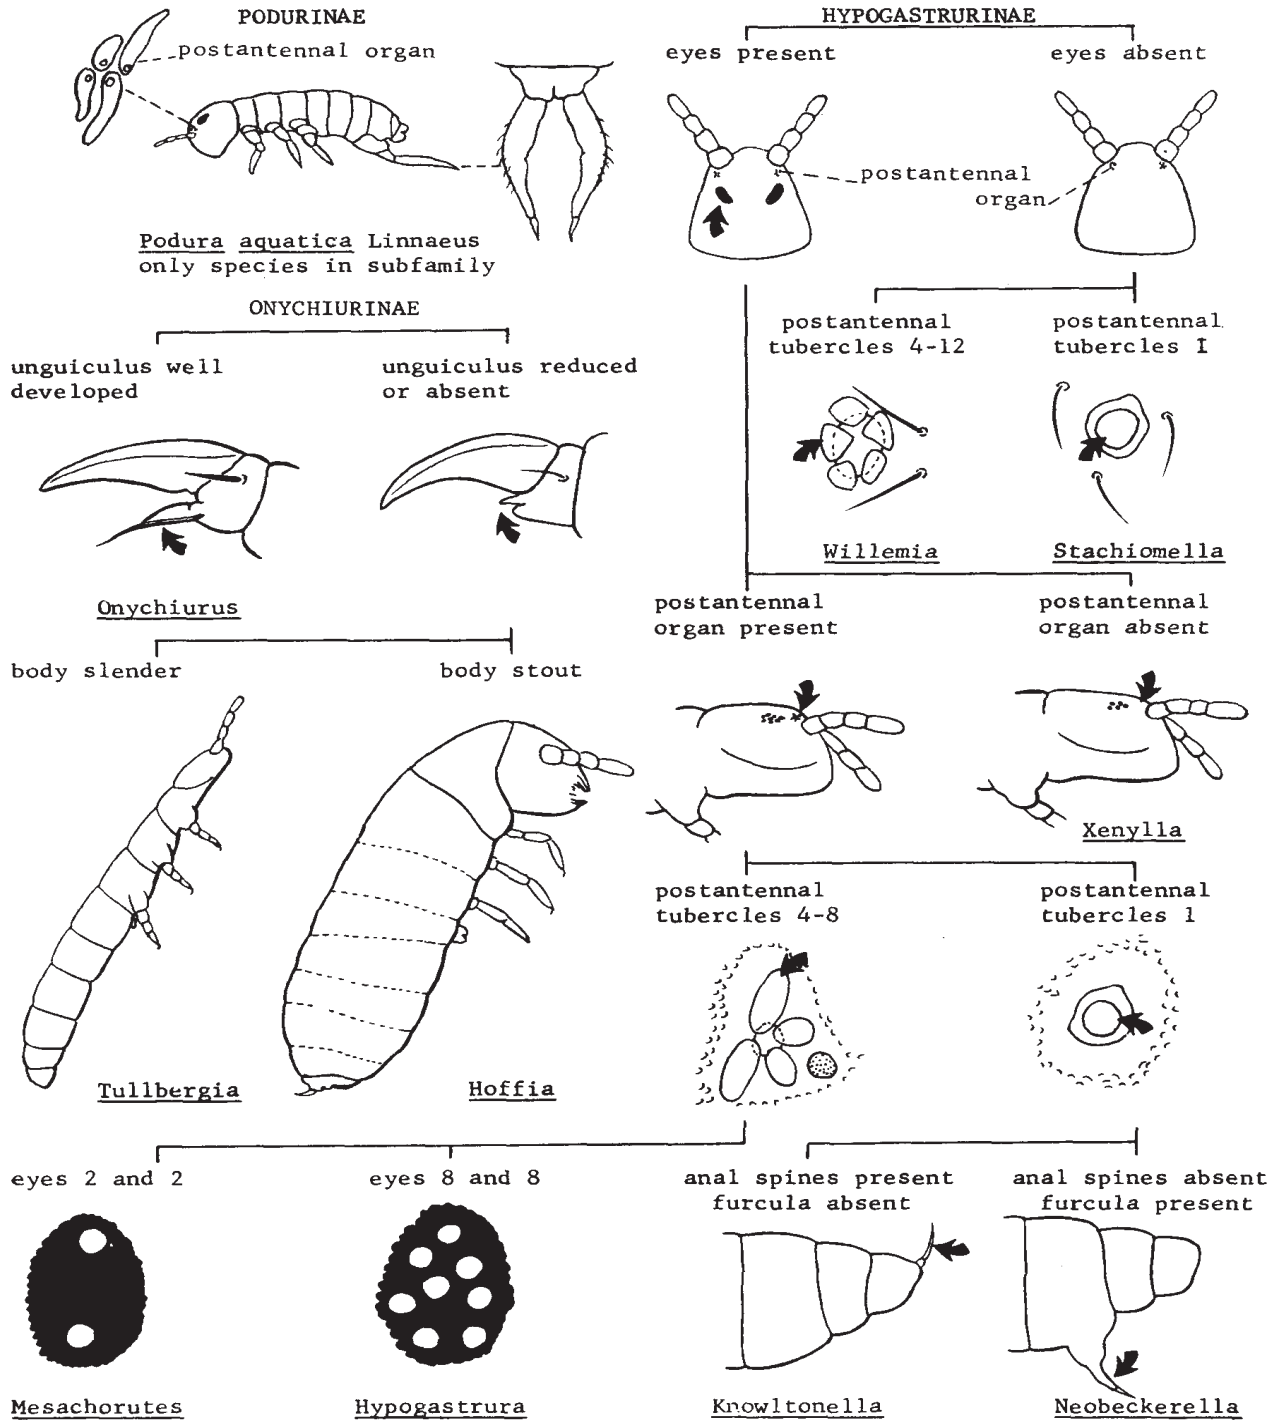 PODURINAE
postantennal organ
Podura aquatica Linnaeus
only species in subfamily
ONYCHIURINAE
unguiculus well
developed
unguiculus reduced
or absent
Onychiurus
body slender
body stout
Tullbergia
Hoffia
HYPOGASTRURINAE
eyes present
eyes absent
postantennal
organ
postantennal
tubercles 4-12
postantennal
tubercles I
Willemia
Stachiomella
postantennal
organ present
postantennal
organ absent
Xenylla
postantennal
tubercles 4-8
postantennal
tubercles 1
eyes 2 and 2
eyes 8 and 8
anal spines present
furcula absent
anal spines absent
furcula present
Mesachorutes
Hypogastrura
Knowltonella
Neobeckerella